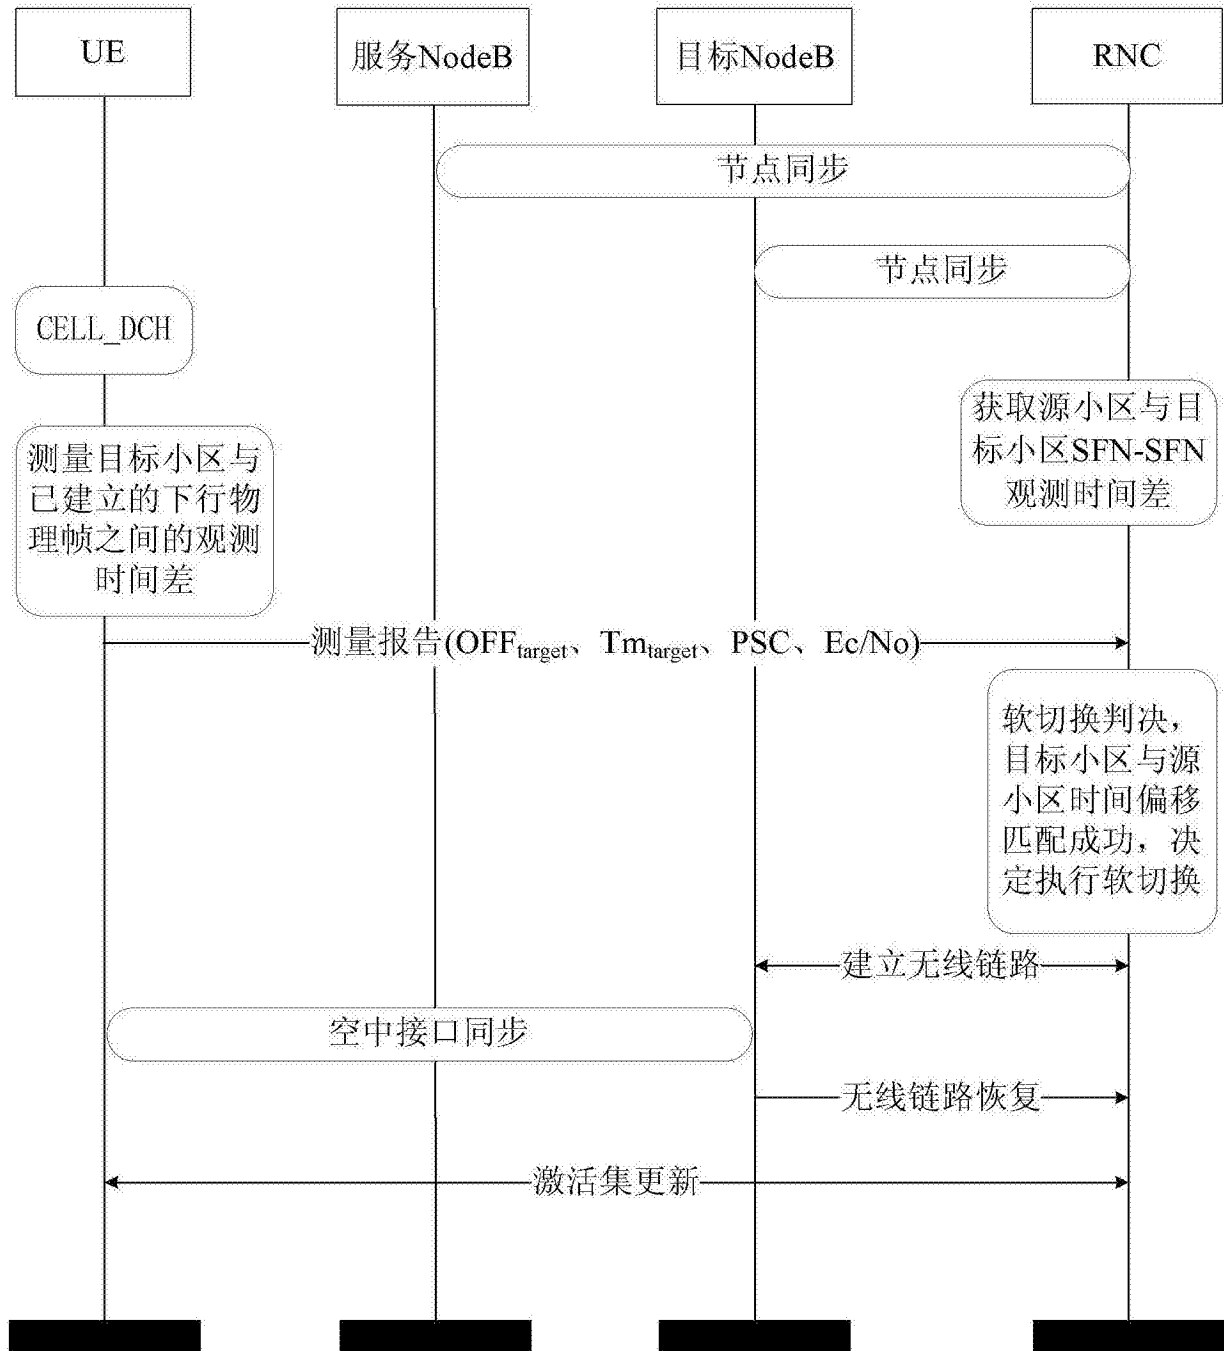 UE
服务NodeB
目标NodeB
RNC
节点同步
节点同步
CELL_DCH
获取源小区与目
标小区SFN-SFN
观测时间差
测量目标小区与
已建立的下行物
理帧之间的观测
时间差
测量报告(OFFtarget、Tmtarget、PSC、Ec/No)
软切换判决，
目标小区与源
小区时间偏移
匹配成功，决
定执行软切换
建立无线链路
空中接口同步
无线链路恢复
激活集更新